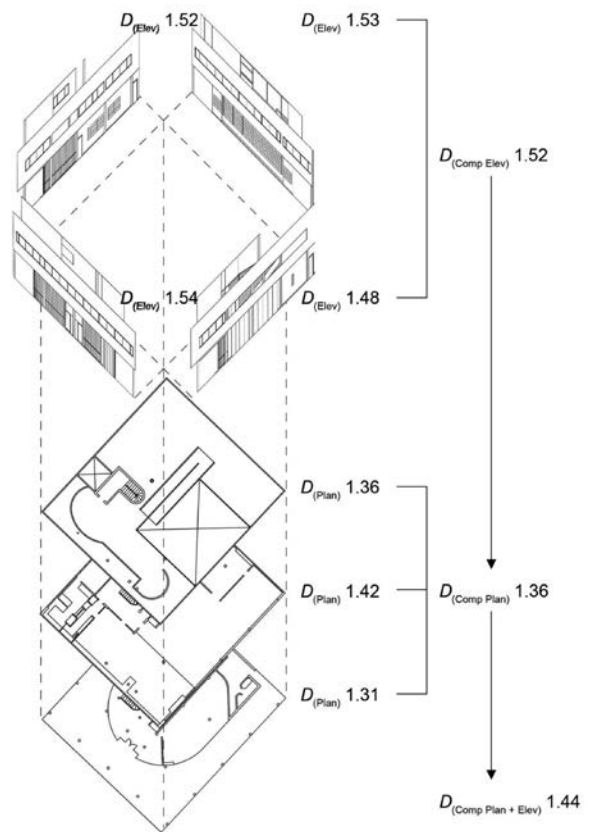 D(Elev) 1.52
D(Elev) 1.53
D(Comp Elev) 1.52
D(Elev) 1.54
D(Elev) 1.48
D(Plan) 1.36
D(Plan) 1.42
D(Comp Plan) 1.36
D(Plan) 1.31
D(Comp Plan + Elev) 1.44